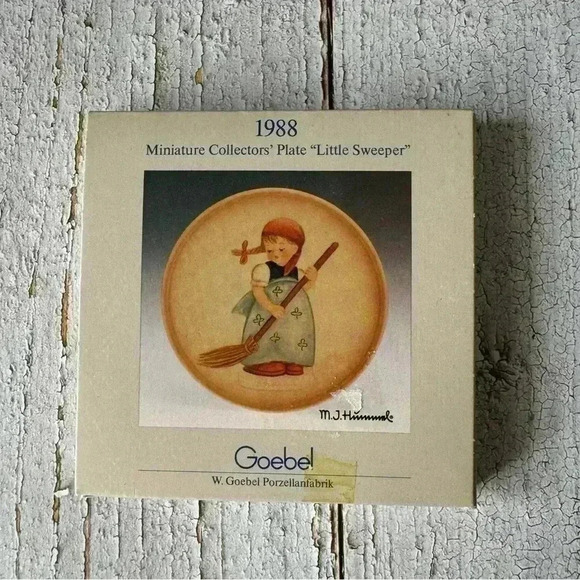 1988
Miniature Collectors' Plate “Little Sweeper”
M.J.Hummel®
Goebel
W. Goebel Porzellanfabrik